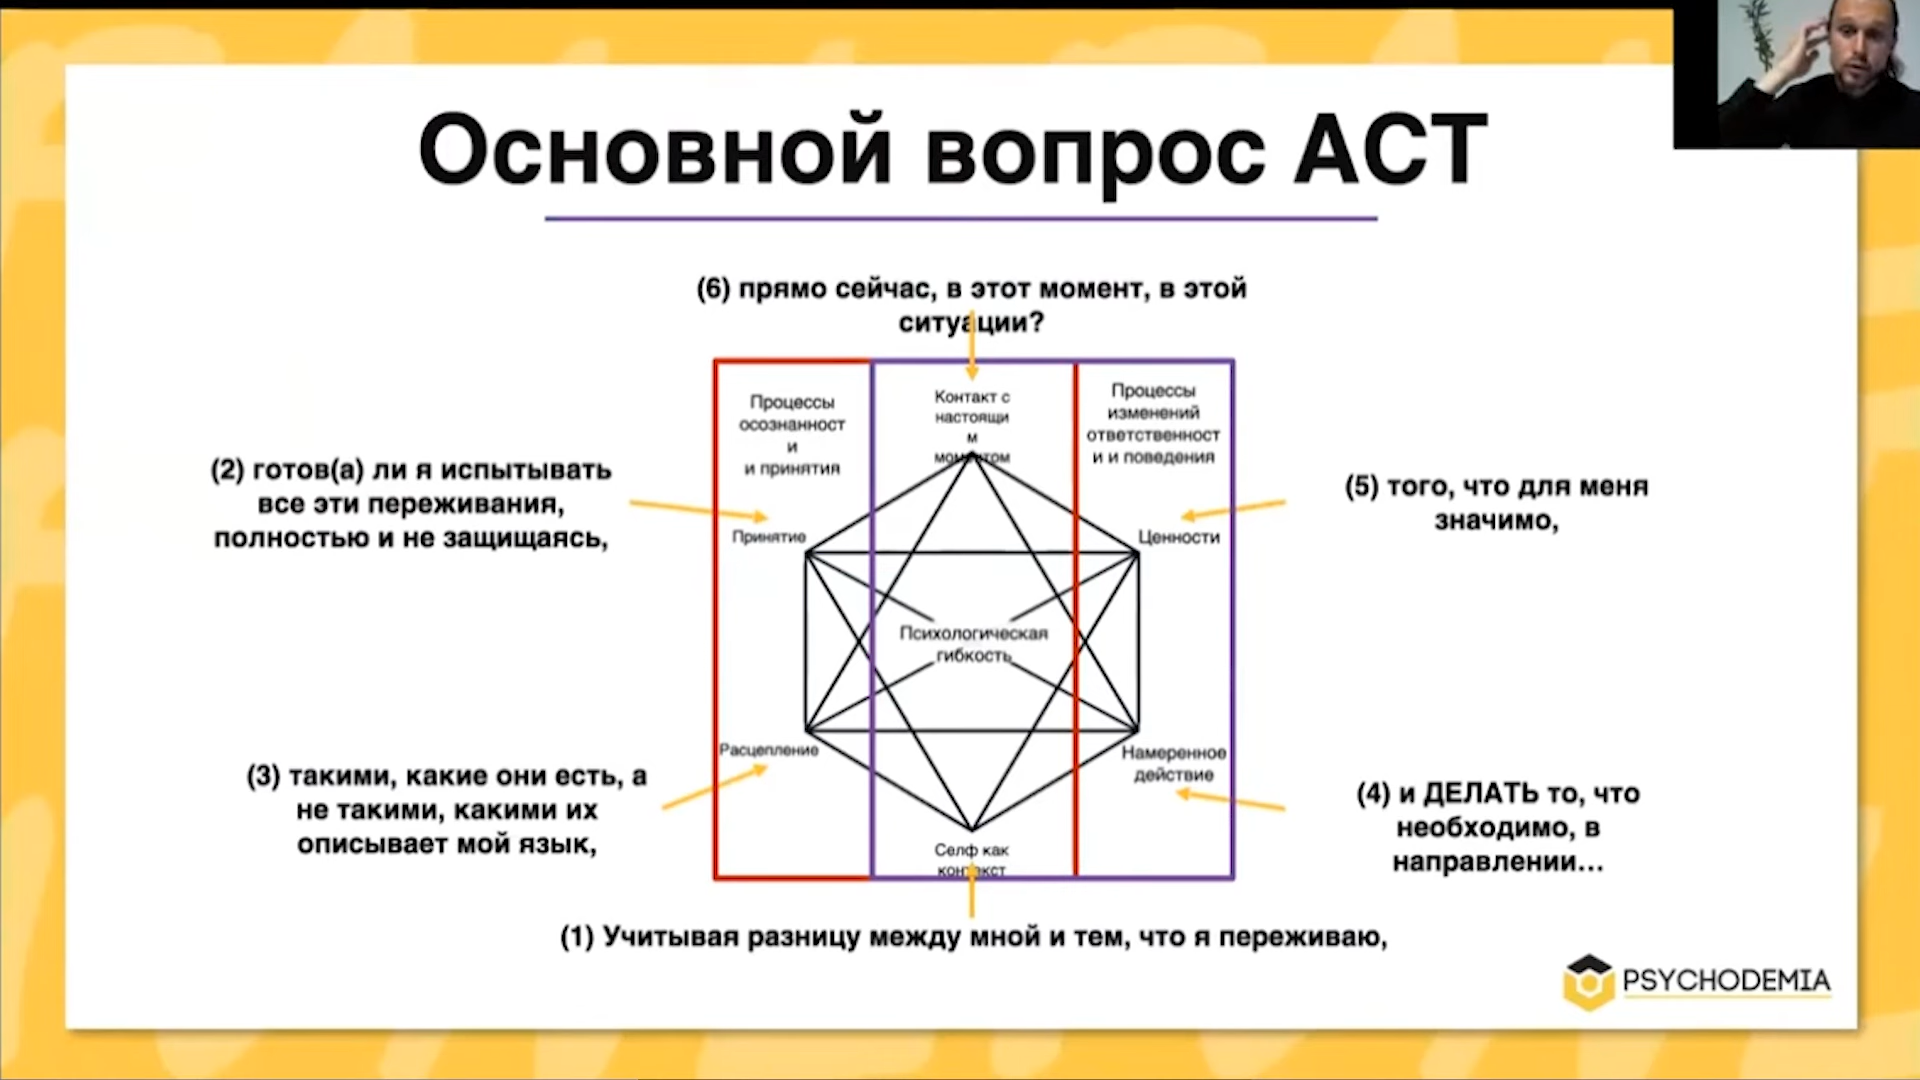 Основной вопрос ACT
(6) прямо сейчас, в этот момент, в этой
ситуации?
Процессы
осознанност
и
и принятия
Контакт с
настоящи
м
моментом
Процессы
изменений
ответственност
и и поведения
(2) готов(а) ли я испытывать
все эти переживания,
полностью и не защищаясь,
(5) того, что для меня
значимо,
Принятие
Ценности
Психологическая
гибкость
Расцепление
Намеренное
действие
(3) такими, какие они есть, а
не такими, какими их
описывает мой язык,
(4) и ДЕЛАТЬ то, что
необходимо, в
направлении...
Селф как
контекст
(1) Учитывая разницу между мной и тем, что я переживаю,
PSYCHODEMIA